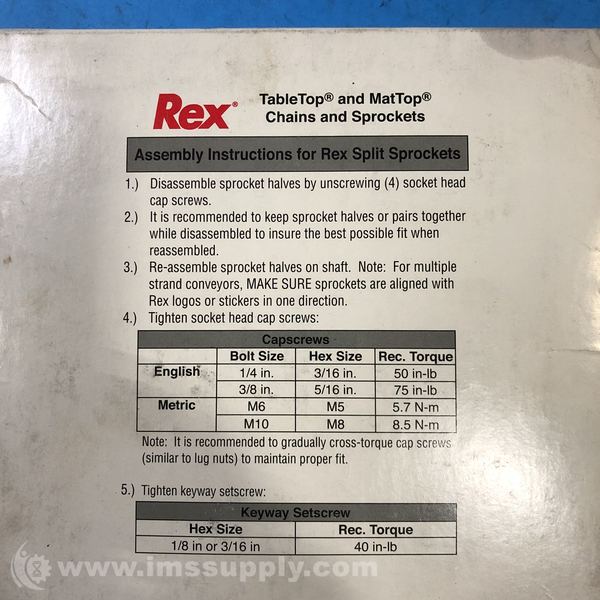 Rex® TableTop® and MatTop®
Chains and Sprockets
Assembly Instructions for Rex Split Sprockets
1.) Disassemble sprocket halves by unscrewing (4) socket head
cap screws.
2.) It is recommended to keep sprocket halves or pairs together
while disassembled to insure the best possible fit when
reassembled.
3.) Re-assemble sprocket halves on shaft. Note: For multiple
strand conveyors, MAKE SURE sprockets are aligned with
Rex logos or stickers in one direction.
4.) Tighten socket head cap screws:
Capscrews
Bolt Size Hex Size Rec. Torque
English 1/4 in. 3/16 in. 50 in-lb
3/8 in. 5/16 in. 75 in-lb
Metric M6 M5 5.7 N-m
M10 M8 8.5 N-m
Note: It is recommended to gradually cross-torque cap screws
(similar to lug nuts) to maintain proper fit.
5.) Tighten keyway setscrew:
Keyway Setscrew
Hex Size Rec. Torque
1/8 in or 3/16 in 40 in-lb
www.imssupply.com